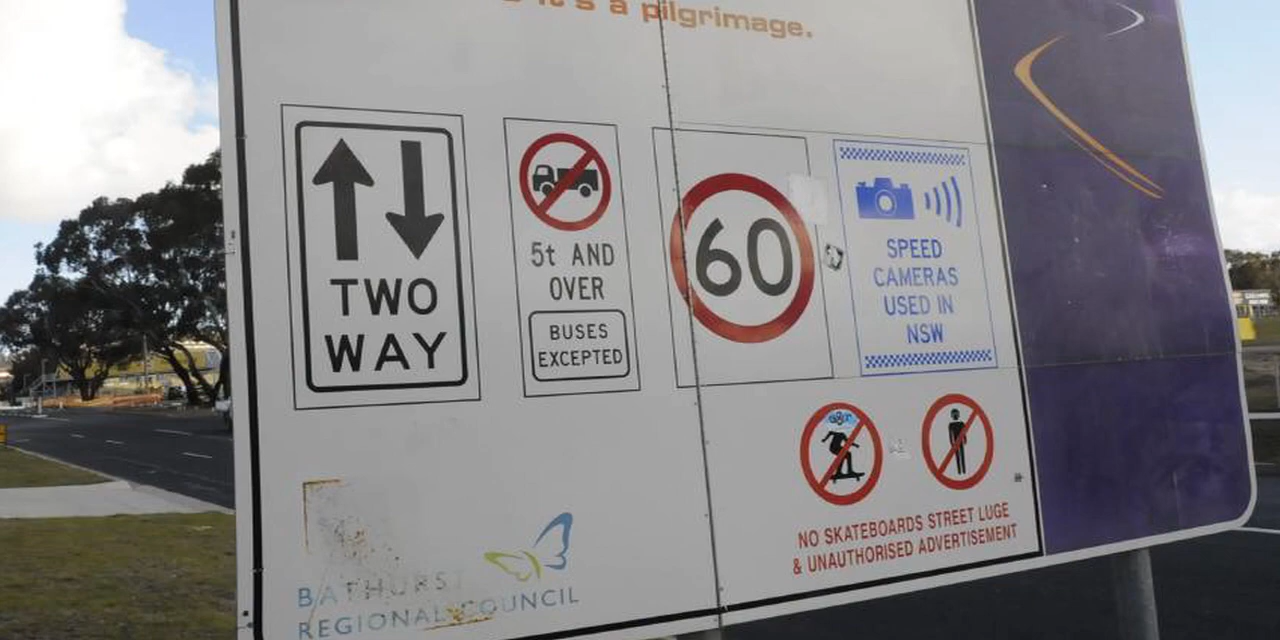 it's a pilgrimage.
TWO
WAY
5t AND
OVER
BUSES
EXCEPTED
60
SPEED
CAMERAS
USED IN
NSW
NO SKATEBOARDS STREET LUGE
& UNAUTHORISED ADVERTISEMENT
BATHURST
REGIONAL COUNCIL